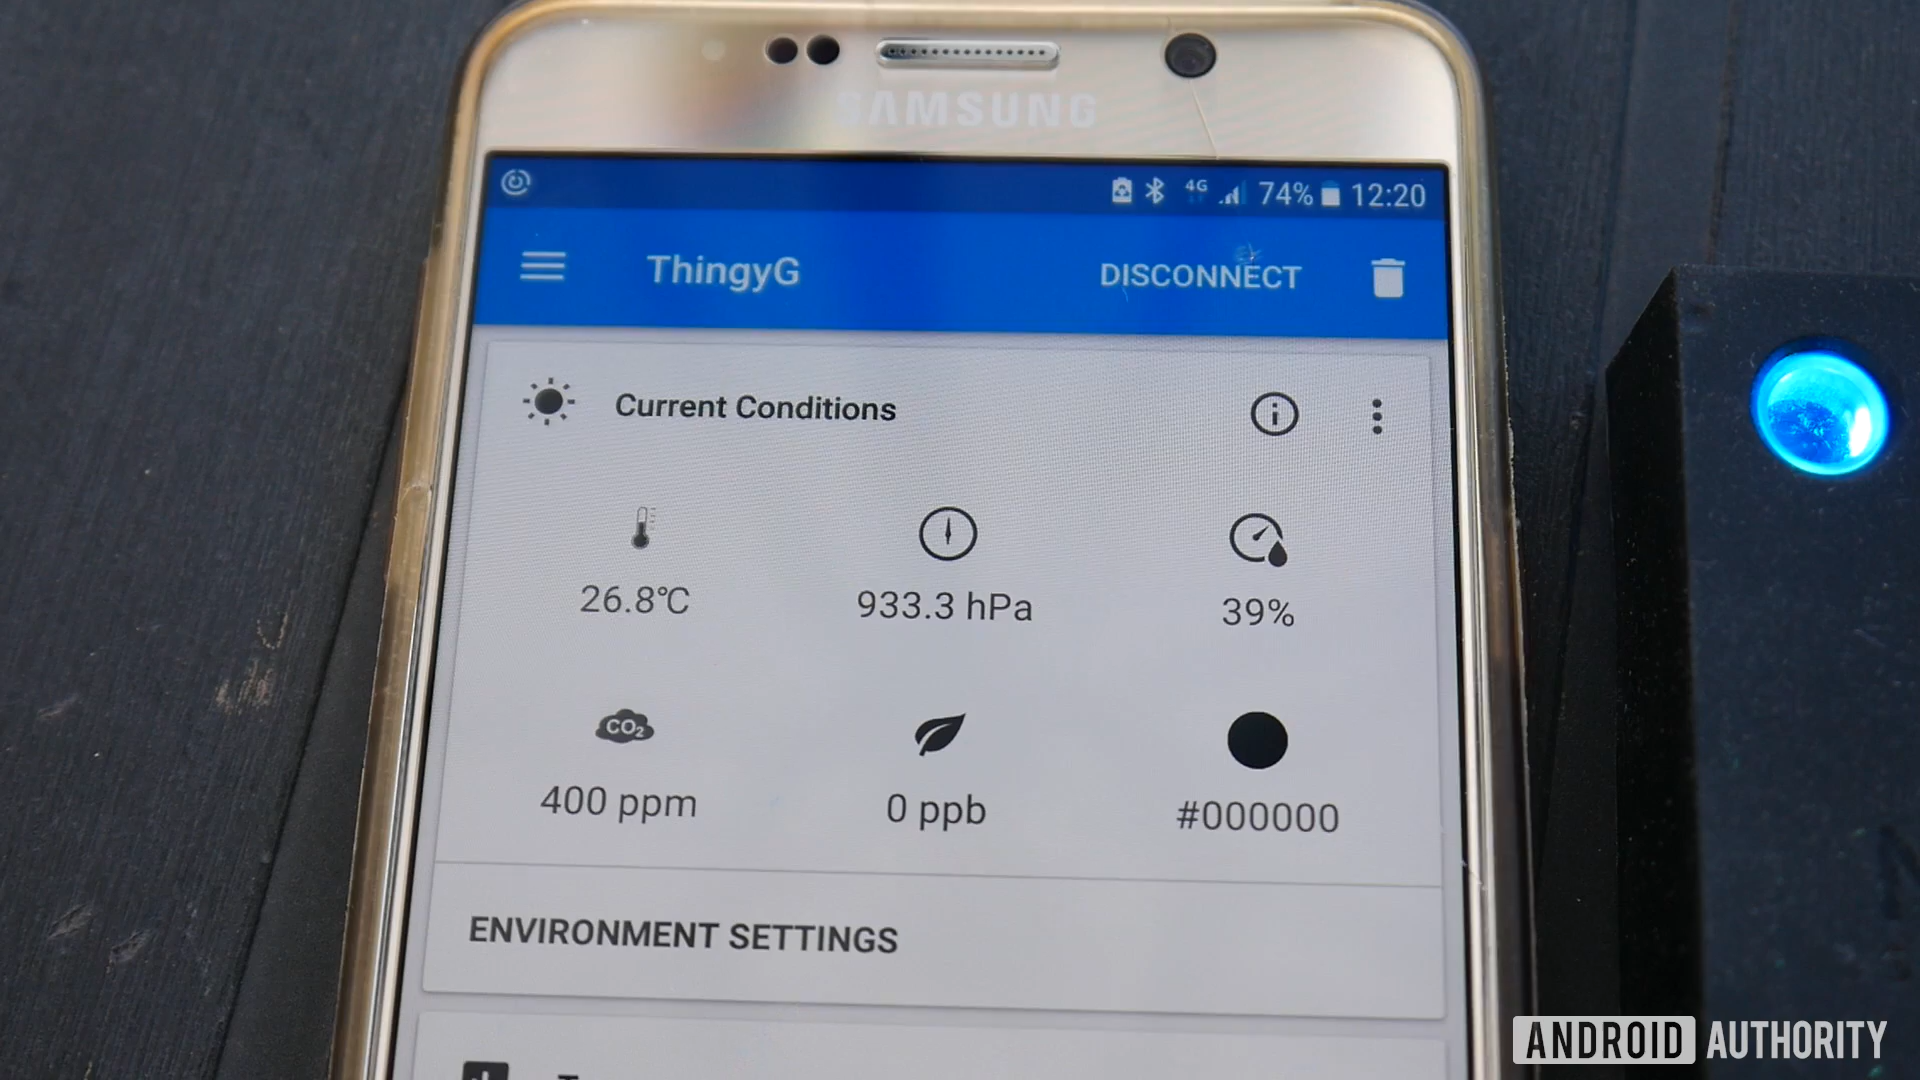 SAMSUNG
4G 74% 12:20
ThingyG DISCONNECT
Current Conditions
26.8°C 933.3 hPa 39%
CO₂
400 ppm 0 ppb #000000
ENVIRONMENT SETTINGS
ANDROID AUTHORITY